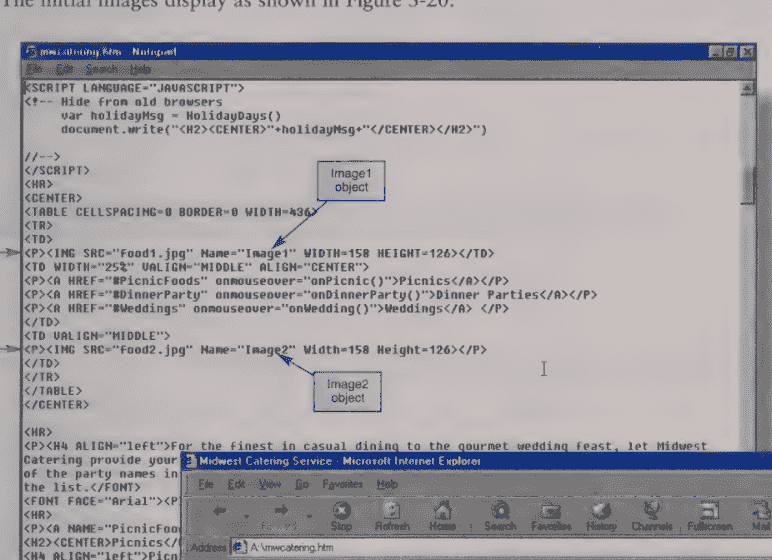 The initial images display as shown in Figure 3-20.
mwcatering.htm - Notepad
File Edit Search Help
<SCRIPT LANGUAGE="JAVASCRIPT">
<!-- Hide from old browsers
var holidayMsg = HolidayDays()
document.write("<H2><CENTER>"+holidayMsg+"</CENTER></H2>")
//-->
</SCRIPT>
<HR>
<CENTER>
<TABLE CELLSPACING=0 BORDER=0 WIDTH=436>
<TR>
<TD>
<P><IMG SRC="food1.jpg" Name="Image1" WIDTH=158 HEIGHT=126></TD>
<TD WIDTH="25%" VALIGN="MIDDLE" ALIGN="CENTER">
<P><A HREF="#PicnicFoods" onmouseover="onPicnic()">Picnics</A></P>
<P><A HREF="#DinnerParty" onmouseover="onDinnerParty()">Dinner Parties</A></P>
<P><A HREF="#Weddings" onmouseover="onWedding()">Weddings</A> </P>
</TD>
<TD VALIGN="MIDDLE">
<P><IMG SRC="food2.jpg" Name="Image2" Width=158 Height=126></P>
</TD>
</TR>
</TABLE>
</CENTER>
<HR>
<P><H4 ALIGN="left">For the finest in casual dining to the gourmet wedding feast, let Midwest
Catering provide your
of the party names in
the list.</FONT>
<FONT FACE="Arial"><P
<HR>
<P><A NAME="PicnicFoo
<H2><CENTER>Picnics</
<H4 ALIGN="left">Picn
Image1
object
Image2
object
Midwest Catering Service - Microsoft Internet Explorer
File Edit View Go Favorites Help
Stop Refresh Home Search Favorites History Channels Fullscreen Mail
Address A:\mwcatering.htm